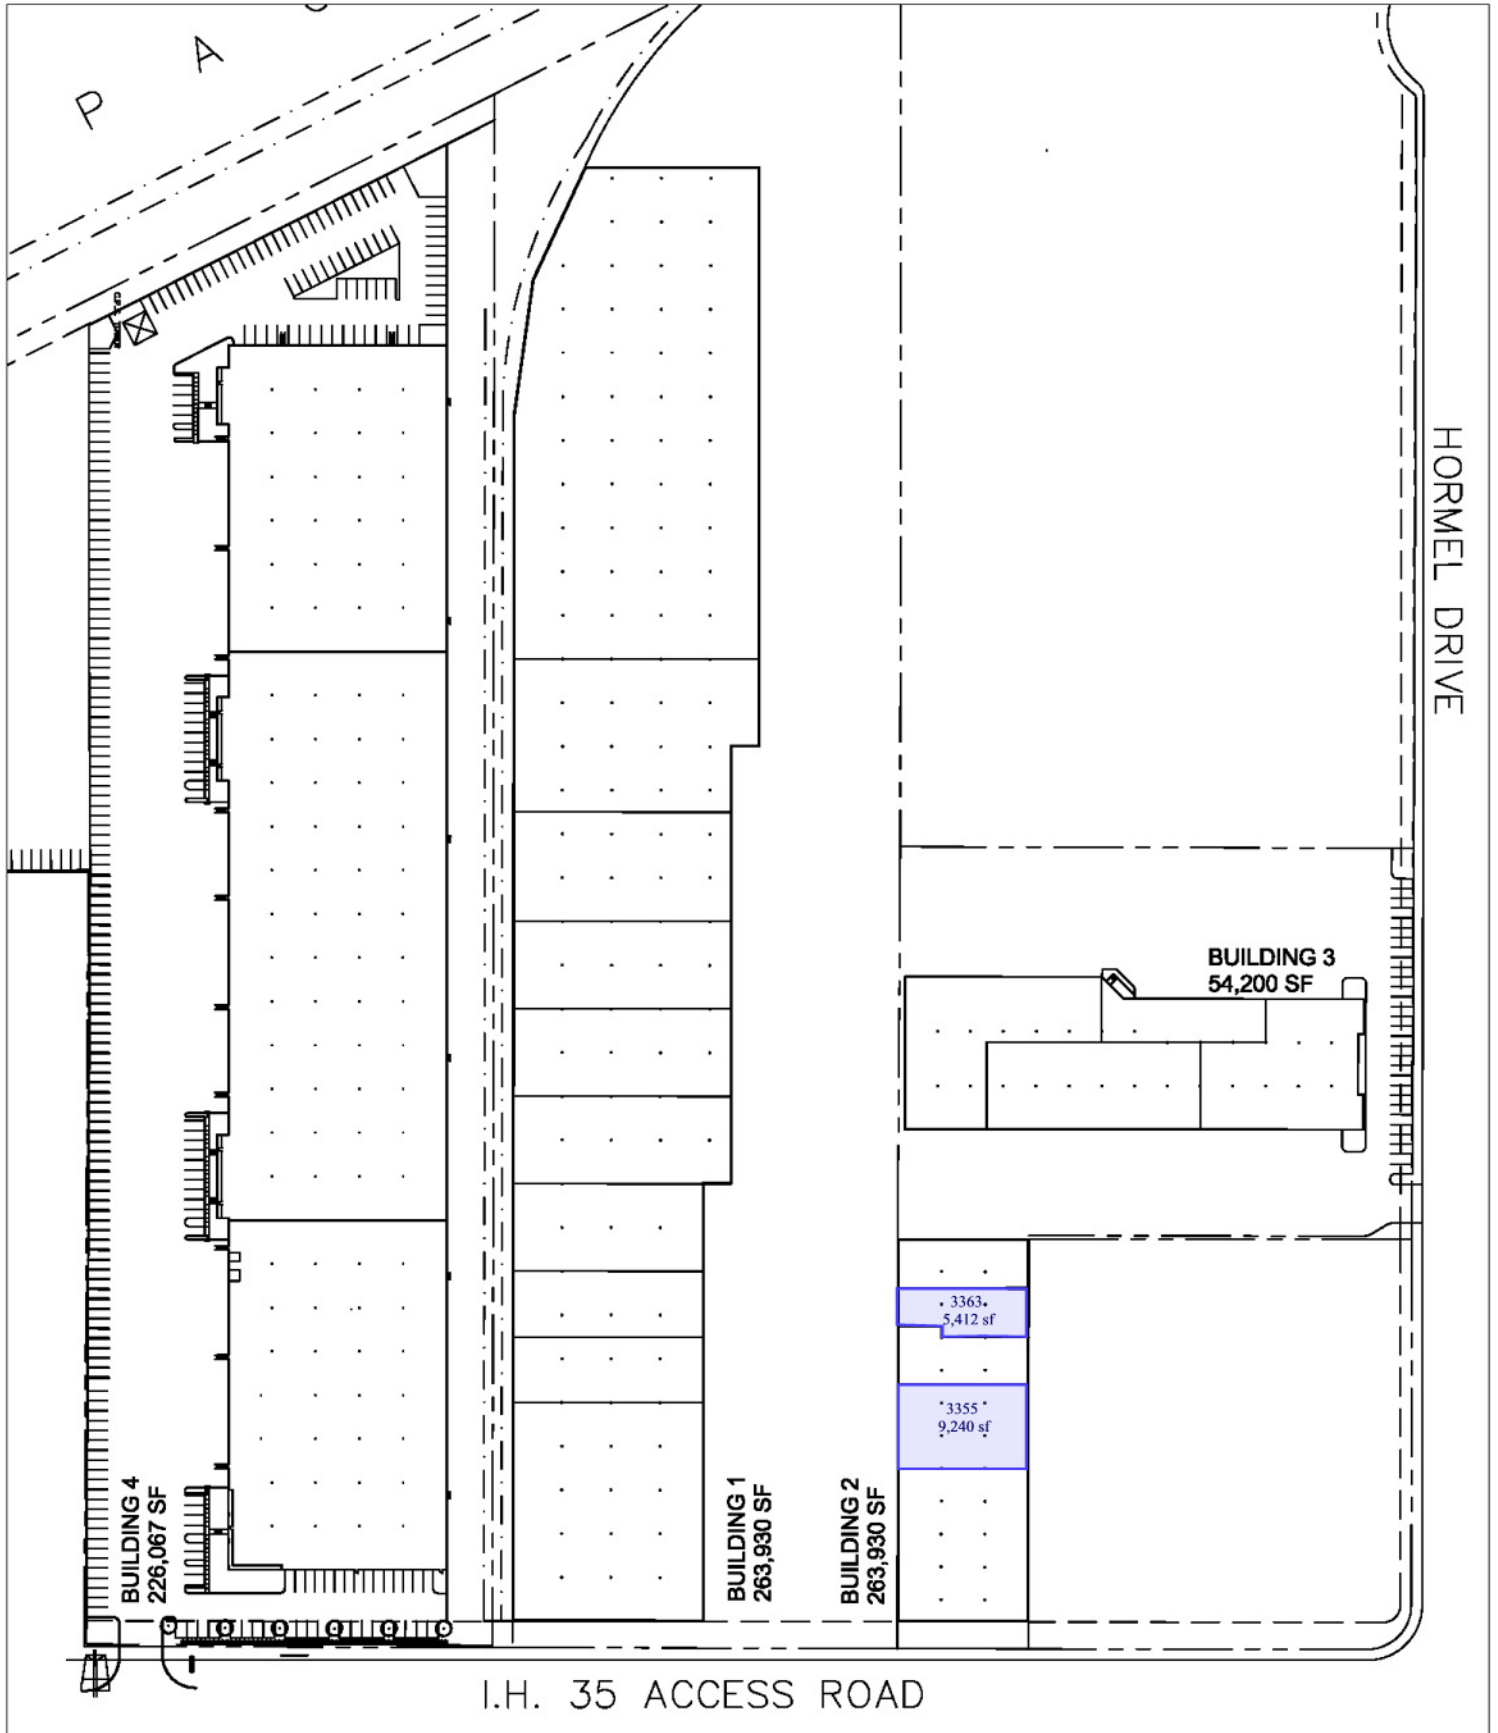 P A
HORMEL DRIVE
BUILDING 3
54,200 SF
3363
5,412 sf
3355
9,240 sf
BUILDING 4
226,067 SF
BUILDING 1
263,930 SF
BUILDING 2
263,930 SF
I.H. 35 ACCESS ROAD